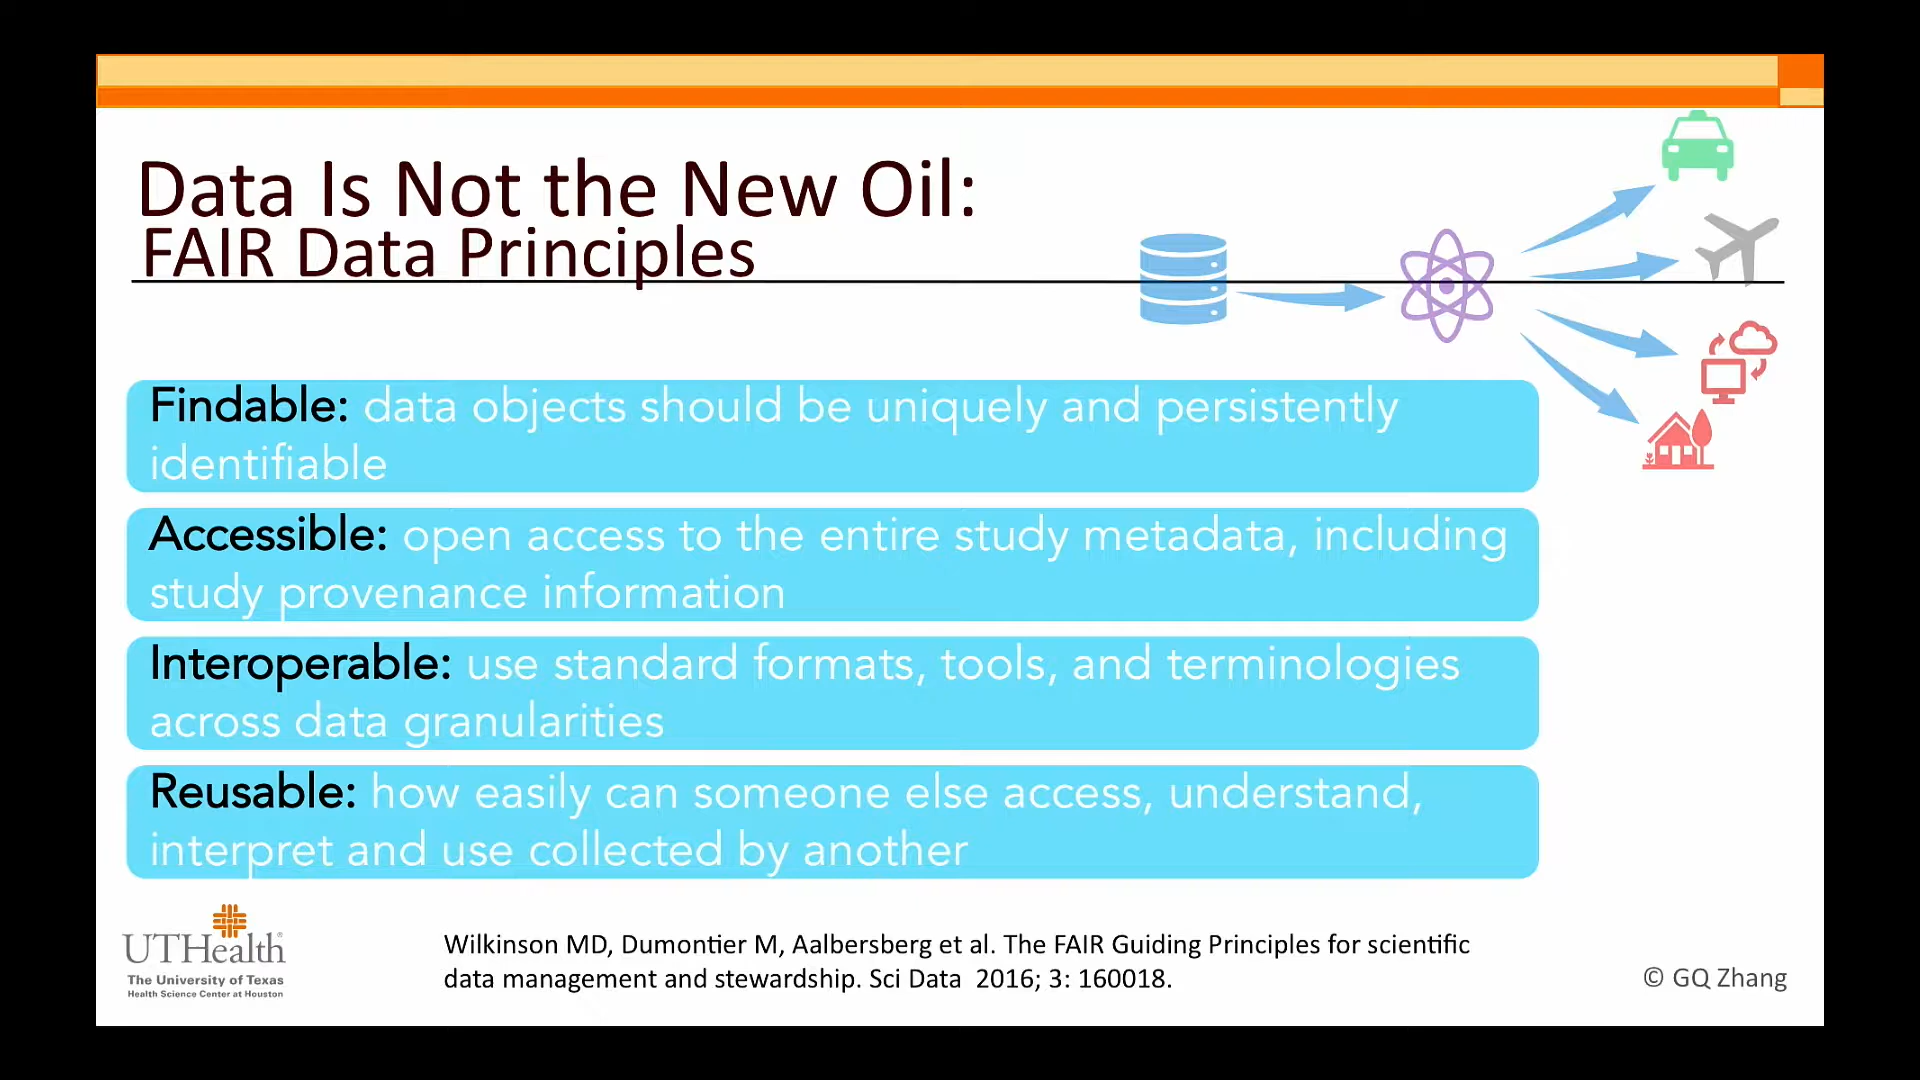 Data Is Not the New Oil:
FAIR Data Principles
Findable: data objects should be uniquely and persistently
identifiable
Accessible: open access to the entire study metadata, including
study provenance information
Interoperable: use standard formats, tools, and terminologies
across data granularities
Reusable: how easily can someone else access, understand,
interpret and use collected by another
UTHealth®
The University of Texas
Health Science Center at Houston
Wilkinson MD, Dumontier M, Aalbersberg et al. The FAIR Guiding Principles for scientific
data management and stewardship. Sci Data 2016; 3: 160018.
© GQ Zhang